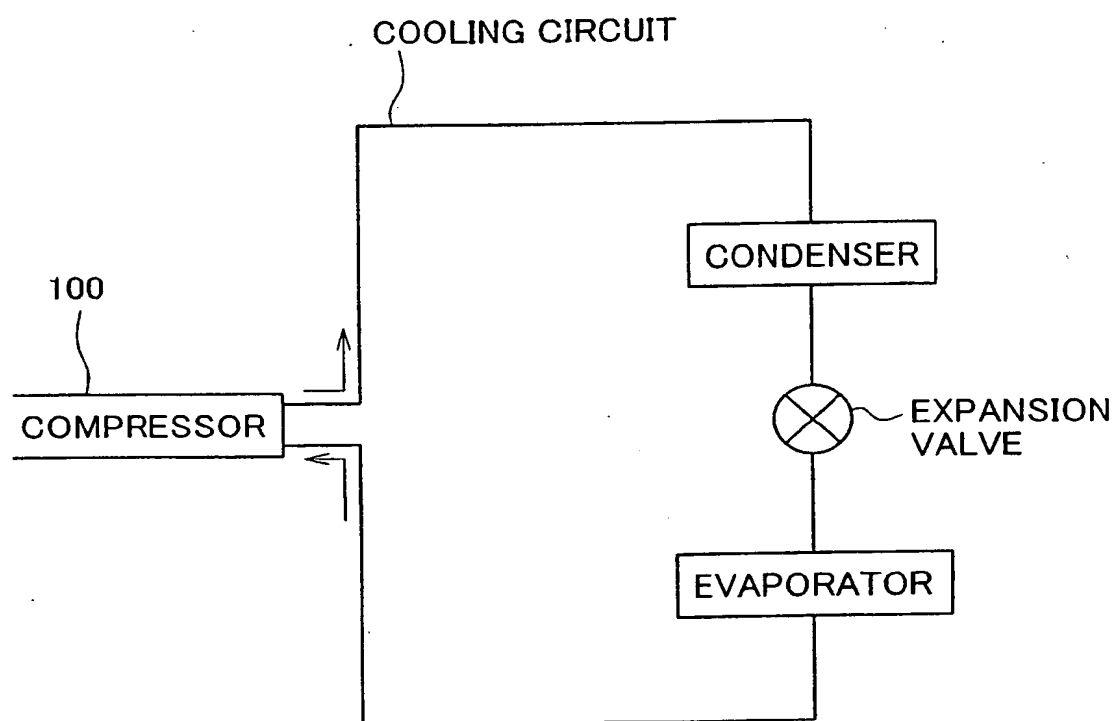 COOLING CIRCUIT
CONDENSER
100
COMPRESSOR
EXPANSION
VALVE
EVAPORATOR